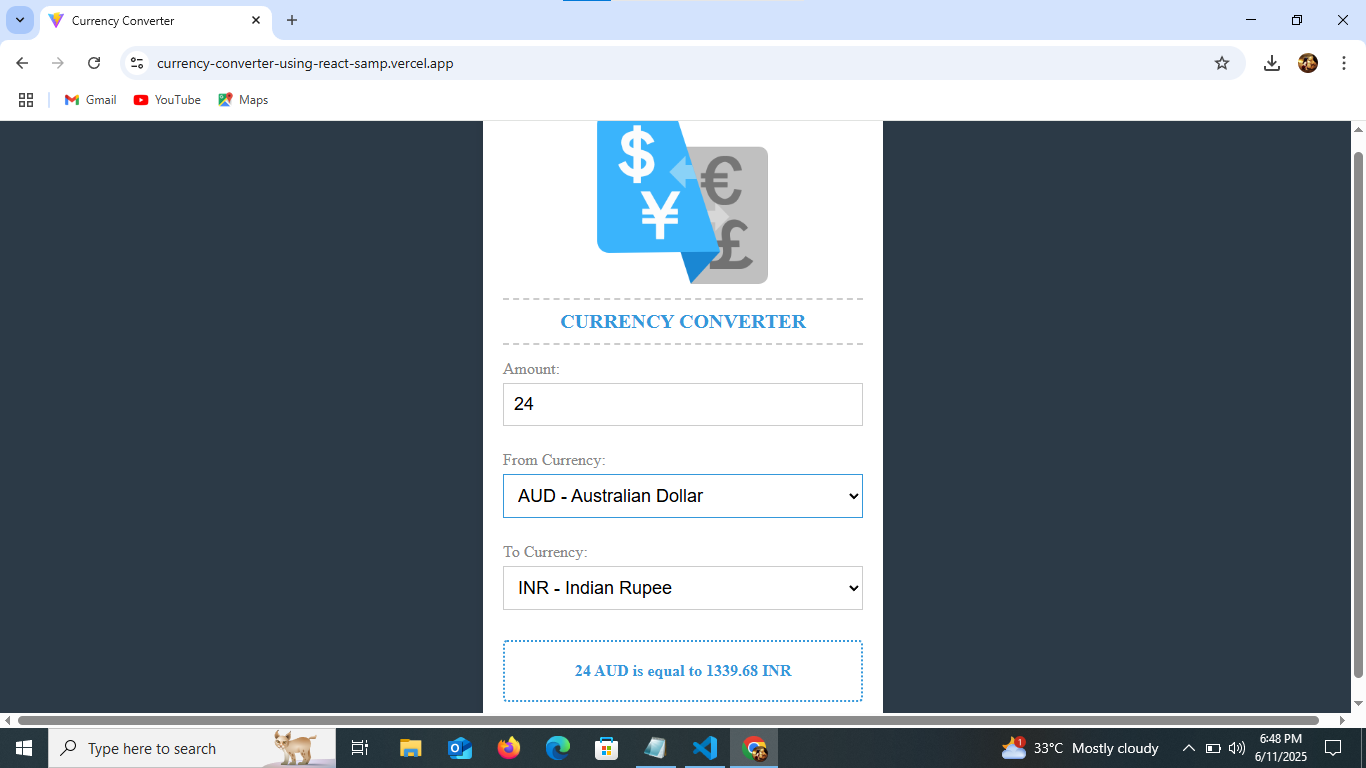 Currency Converter
currency-converter-using-react-samp.vercel.app
Gmail YouTube Maps
$ €
¥ £
CURRENCY CONVERTER
Amount:
24
From Currency:
AUD - Australian Dollar
To Currency:
INR - Indian Rupee
24 AUD is equal to 1339.68 INR
Type here to search
1
33°C Mostly cloudy
6:48 PM
6/11/2025